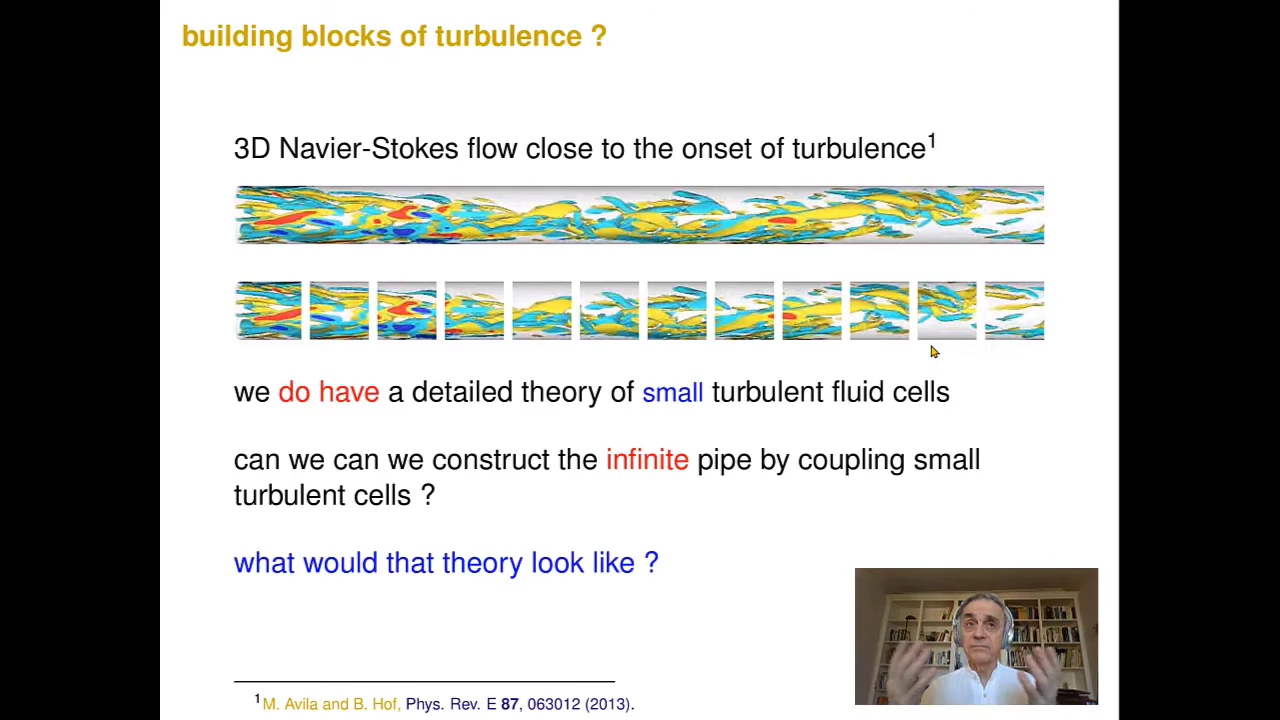 building blocks of turbulence ?
3D Navier-Stokes flow close to the onset of turbulence1
we do have a detailed theory of small turbulent fluid cells
can we can we construct the infinite pipe by coupling small
turbulent cells ?
what would that theory look like ?
1M. Avila and B. Hof, Phys. Rev. E 87, 063012 (2013).